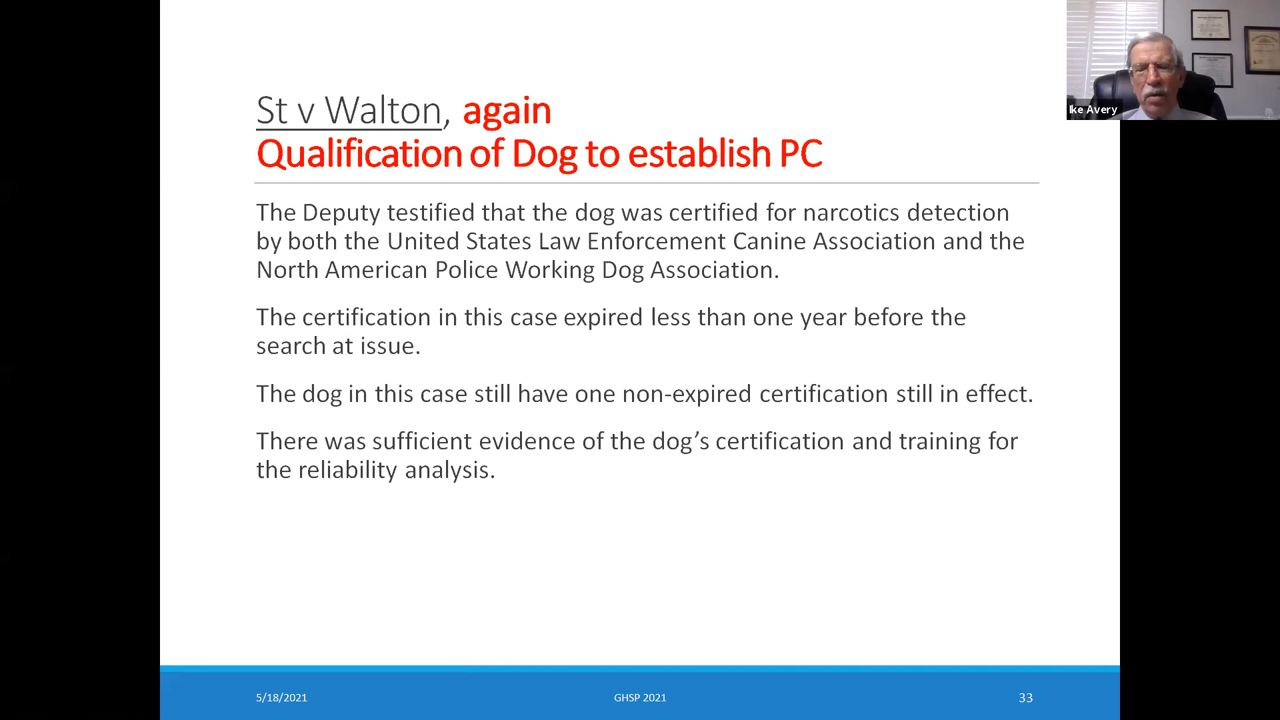 St v Walton, again
Qualification of Dog to establish PC
The Deputy testified that the dog was certified for narcotics detection
by both the United States Law Enforcement Canine Association and the
North American Police Working Dog Association.
The certification in this case expired less than one year before the
search at issue.
The dog in this case still have one non-expired certification still in effect.
There was sufficient evidence of the dog’s certification and training for
the reliability analysis.
5/18/2021
GHSP 2021
33
Ike Avery